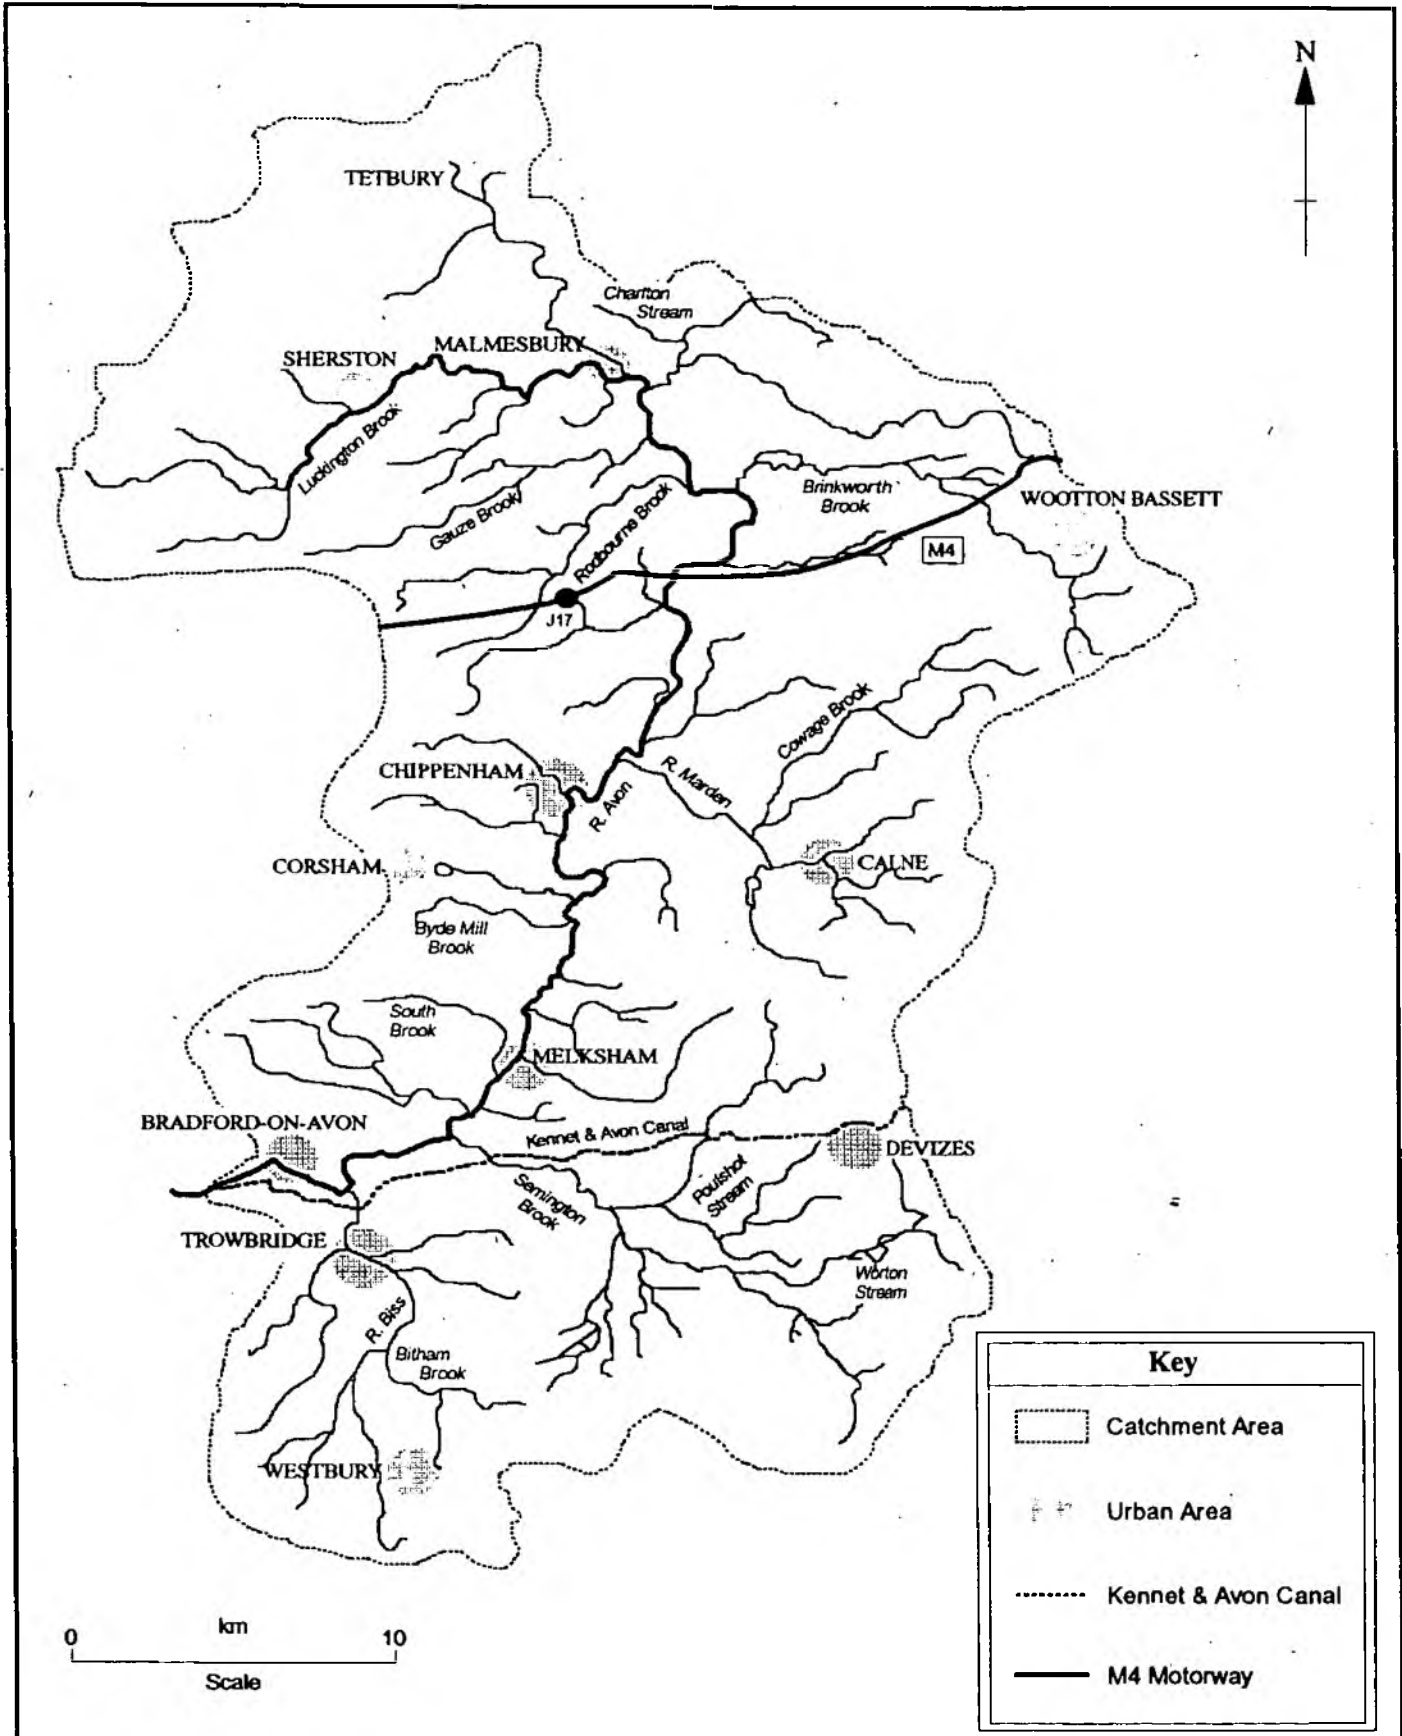 N
TETBURY
Charlton
Stream
MALMESBURY
SHERSTON
Luckington Brook
Gauze Brook
Rodbourne Brook
Brinkworth
Brook
WOOTTON BASSETT
M4
J17
Cowage Brook
CHIPPENHAM
R. Avon
R. Marden
CORSHAM
CALNE
Byde Mill
Brook
South
Brook
MELKSHAM
BRADFORD-ON-AVON
Kennet & Avon Canal
DEVIZES
Semington
Brook
Poulshot
Stream
TROWBRIDGE
Worton
Stream
R. Biss
Bitham
Brook
WESTBURY
Key
Catchment Area
Urban Area
Kennet & Avon Canal
M4 Motorway
km
0 10
Scale